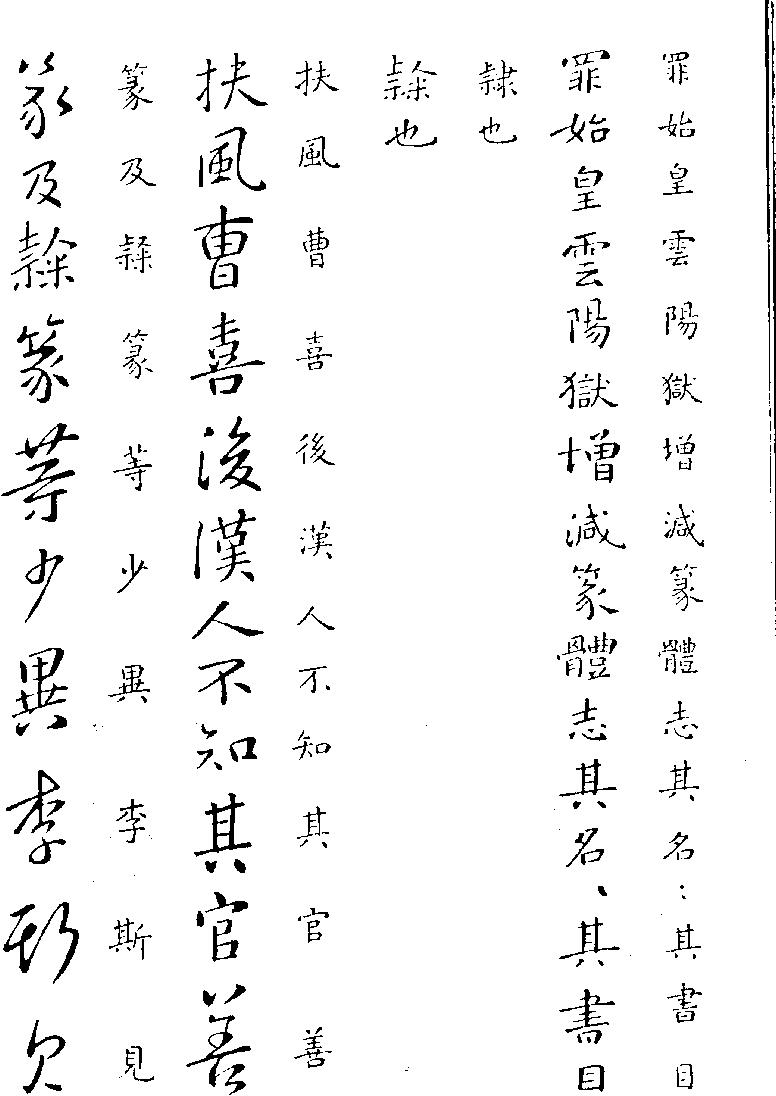 罪始皇雲陽獄增減篆體志其名：其書目
罪始皇雲陽獄增減篆體志其名、其書目
隸也
隸也
扶風曹喜後漢人不知其官善
扶風曹喜後漢人不知其官善
篆及隸篆等少異李斯見
篆及隸篆等少異李斯見